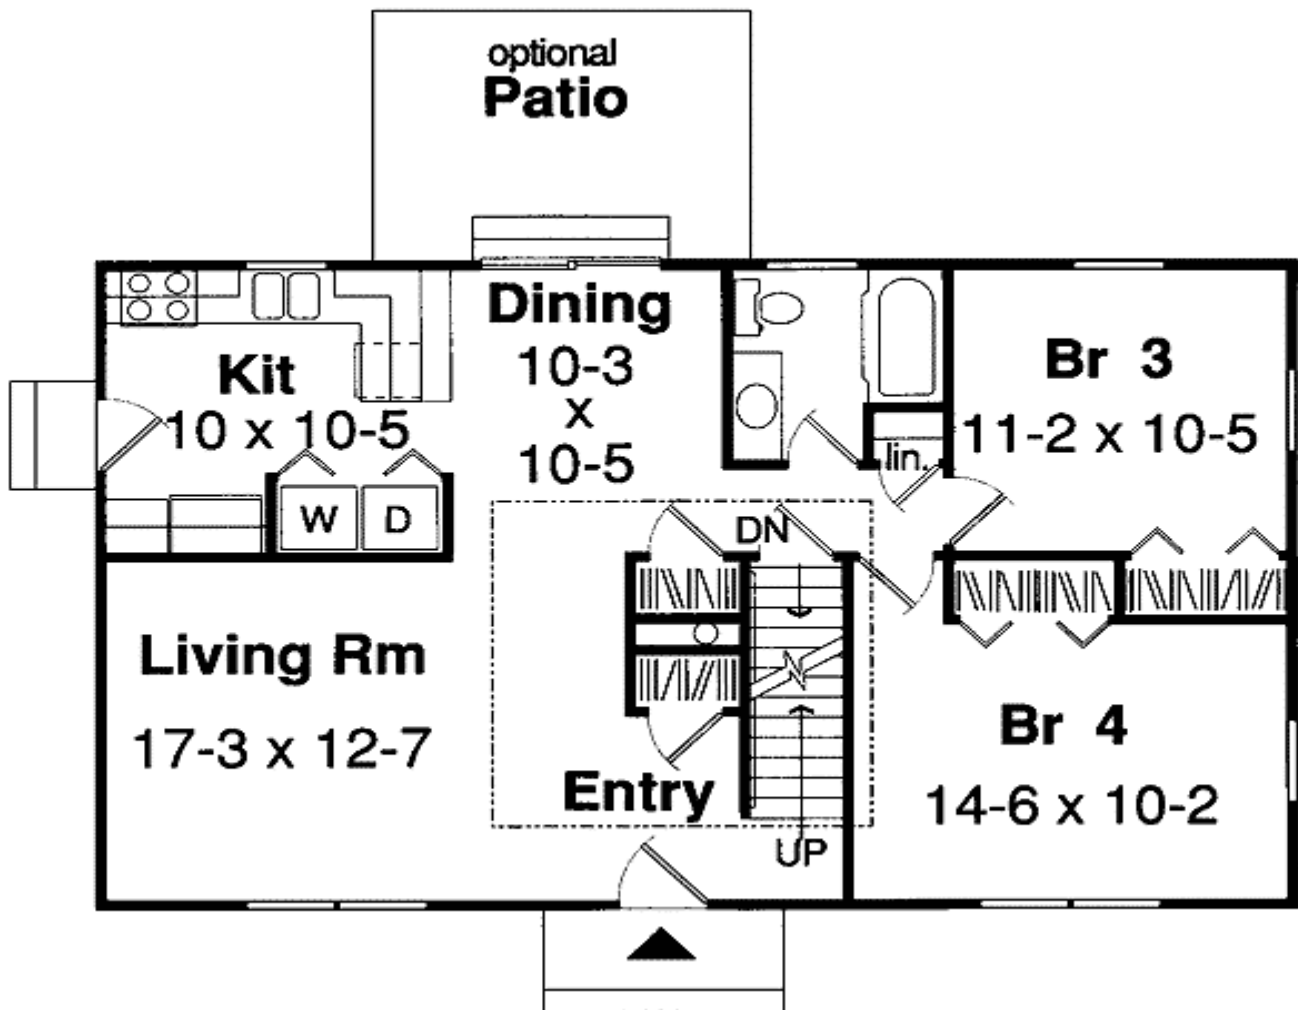 optional
Patio
Dining
10-3
x
10-5
Kit
10 x 10-5
Br 3
11-2 x 10-5
lin.
W
D
DN
Living Rm
17-3 x 12-7
Entry
UP
Br 4
14-6 x 10-2